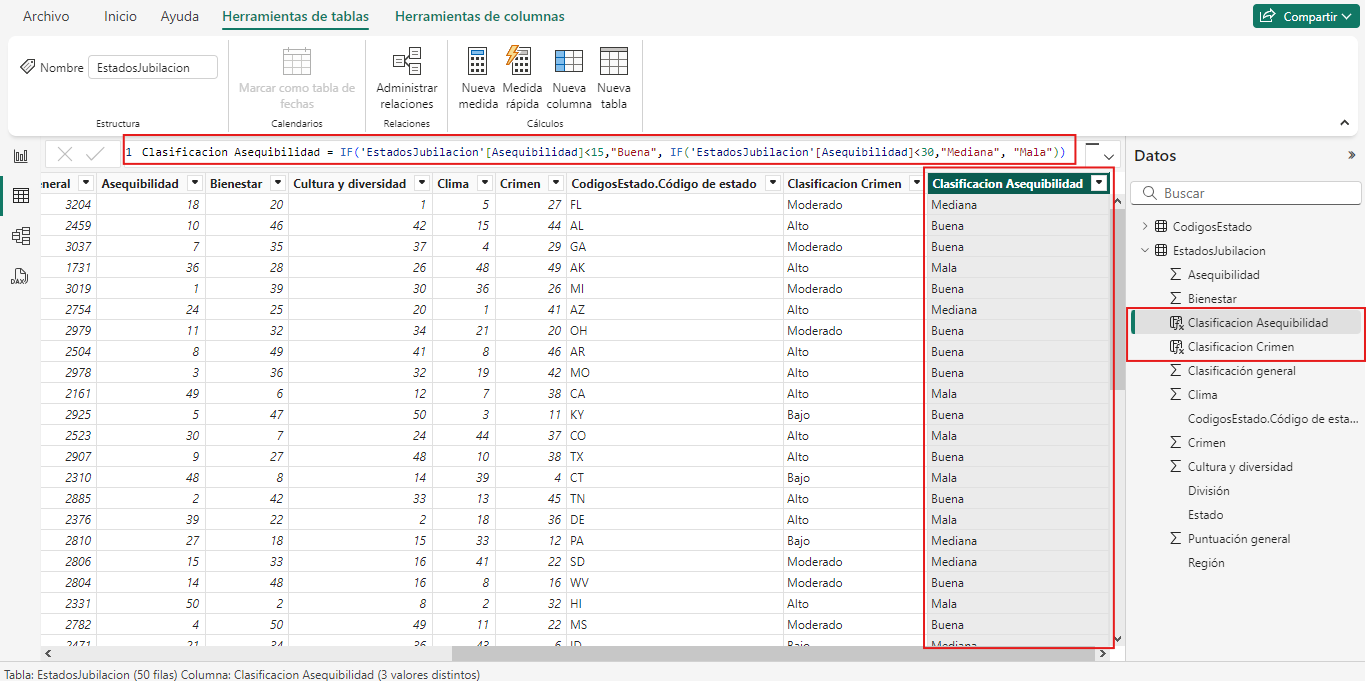 Archivo Inicio Ayuda Herramientas de tablas Herramientas de columnas Compartir
Nombre EstadosJubilacion
Marcar como tabla de fechas
Administrar relaciones
Nueva medida
Medida rápida
Nueva columna
Nueva tabla
Estructura Calendarios Relaciones Cálculos
1 Clasificacion Asequibilidad = IF('EstadosJubilacion'[Asequibilidad]<15,"Buena", IF('EstadosJubilacion'[Asequibilidad]<30,"Mediana", "Mala"))
eneral Asequibilidad Bienestar Cultura y diversidad Clima Crimen CodigosEstado.Código de estado Clasificacion Crimen Clasificacion Asequibilidad
3204 18 20 1 5 27 FL Moderado Mediana
2459 10 46 42 15 44 AL Alto Buena
3037 7 35 37 4 29 GA Moderado Buena
1731 36 28 26 48 49 AK Alto Mala
3019 1 39 30 36 26 MI Moderado Buena
2754 24 25 20 1 41 AZ Alto Mediana
2979 11 32 34 21 20 OH Moderado Buena
2504 8 49 41 8 46 AR Alto Buena
2978 3 36 32 19 42 MO Alto Buena
2161 49 6 12 7 38 CA Alto Mala
2925 5 47 50 3 11 KY Bajo Buena
2523 30 7 24 44 37 CO Alto Mala
2907 9 27 48 10 38 TX Alto Buena
2310 48 8 14 39 4 CT Bajo Mala
2885 2 42 33 13 45 TN Alto Buena
2376 39 22 2 18 36 DE Alto Mala
2810 27 18 15 33 12 PA Bajo Mediana
2806 15 33 16 41 22 SD Moderado Mediana
2804 14 48 16 8 16 WV Moderado Buena
2331 50 2 8 2 32 HI Alto Mala
2782 4 50 49 11 22 MS Moderado Buena
2471 21 34 36 43 6 ID Bajo Mediana
Datos
Buscar
CodigosEstado
EstadosJubilacion
Asequibilidad
Bienestar
Clasificacion Asequibilidad
Clasificacion Crimen
Clasificación general
Clima
CodigosEstado.Código de esta...
Crimen
Cultura y diversidad
División
Estado
Puntuación general
Región
DAX
Tabla: EstadosJubilacion (50 filas) Columna: Clasificacion Asequibilidad (3 valores distintos)